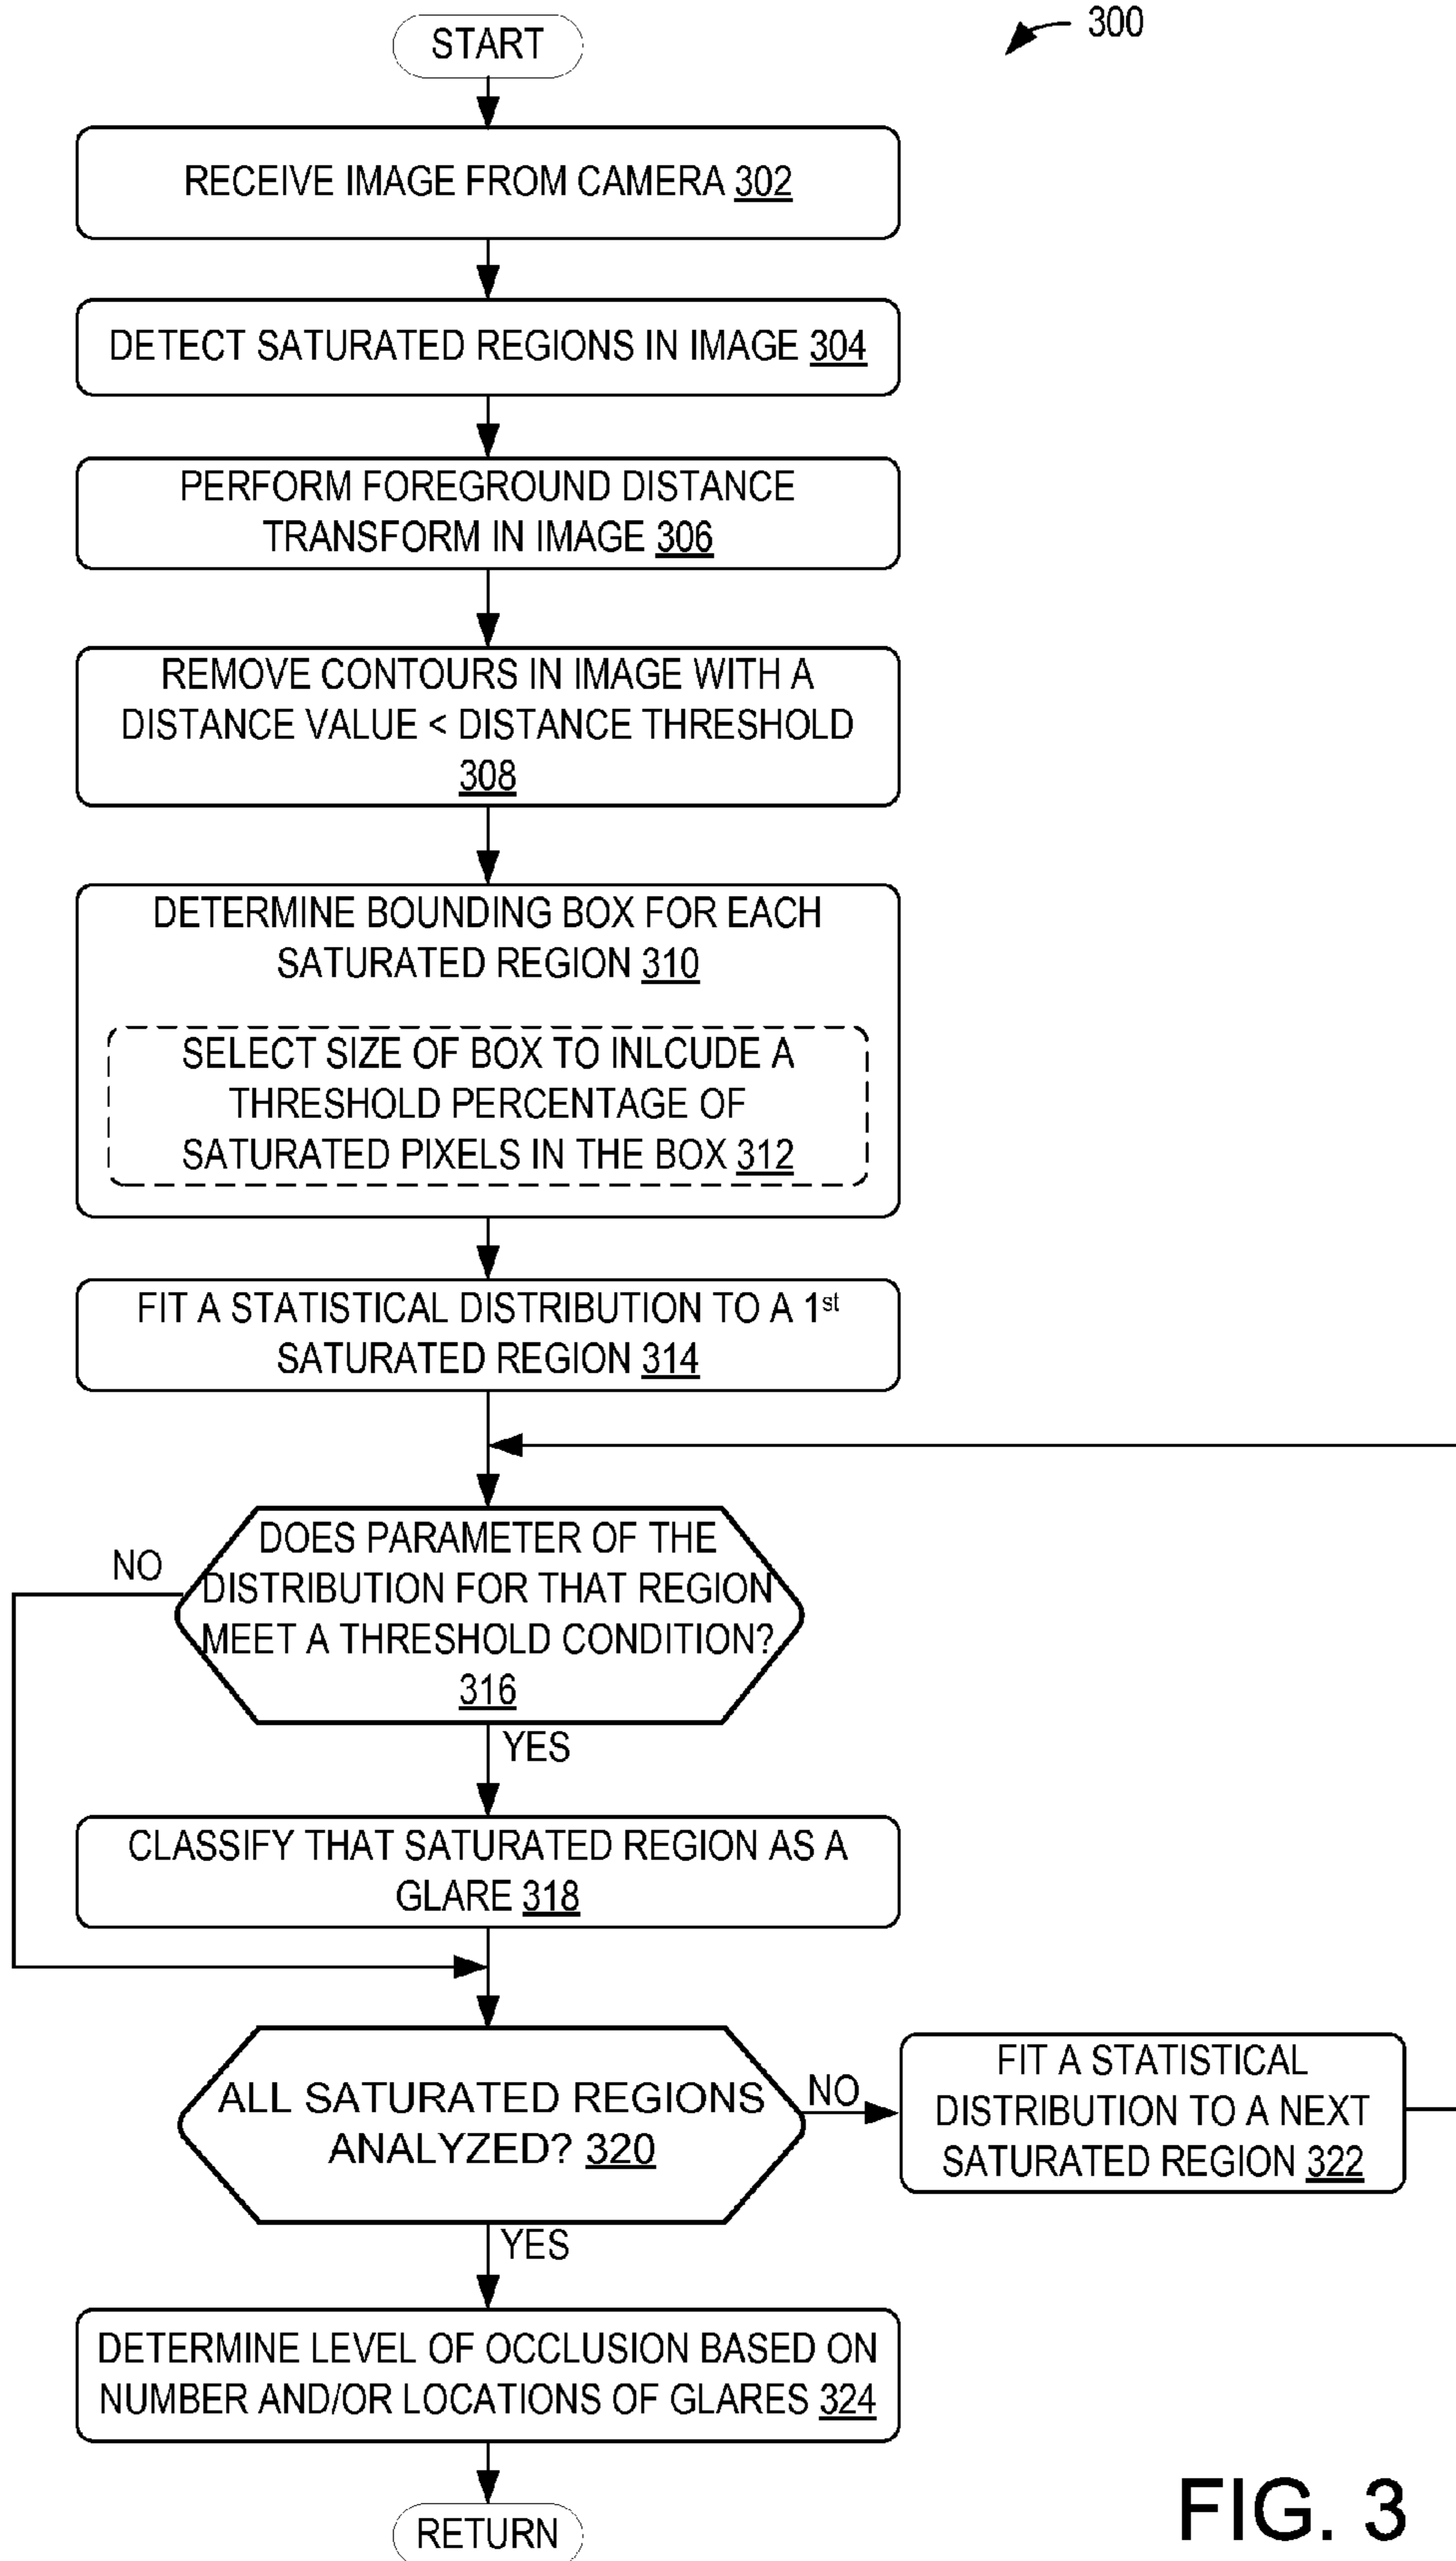 START
300
RECEIVE IMAGE FROM CAMERA 302
DETECT SATURATED REGIONS IN IMAGE 304
PERFORM FOREGROUND DISTANCE
TRANSFORM IN IMAGE 306
REMOVE CONTOURS IN IMAGE WITH A
DISTANCE VALUE < DISTANCE THRESHOLD
308
DETERMINE BOUNDING BOX FOR EACH
SATURATED REGION 310
SELECT SIZE OF BOX TO INLCUDE A
THRESHOLD PERCENTAGE OF
SATURATED PIXELS IN THE BOX 312
FIT A STATISTICAL DISTRIBUTION TO A 1st
SATURATED REGION 314
DOES PARAMETER OF THE
DISTRIBUTION FOR THAT REGION
MEET A THRESHOLD CONDITION?
316
NO
YES
CLASSIFY THAT SATURATED REGION AS A
GLARE 318
ALL SATURATED REGIONS
ANALYZED? 320
NO
FIT A STATISTICAL
DISTRIBUTION TO A NEXT
SATURATED REGION 322
YES
DETERMINE LEVEL OF OCCLUSION BASED ON
NUMBER AND/OR LOCATIONS OF GLARES 324
RETURN
FIG. 3